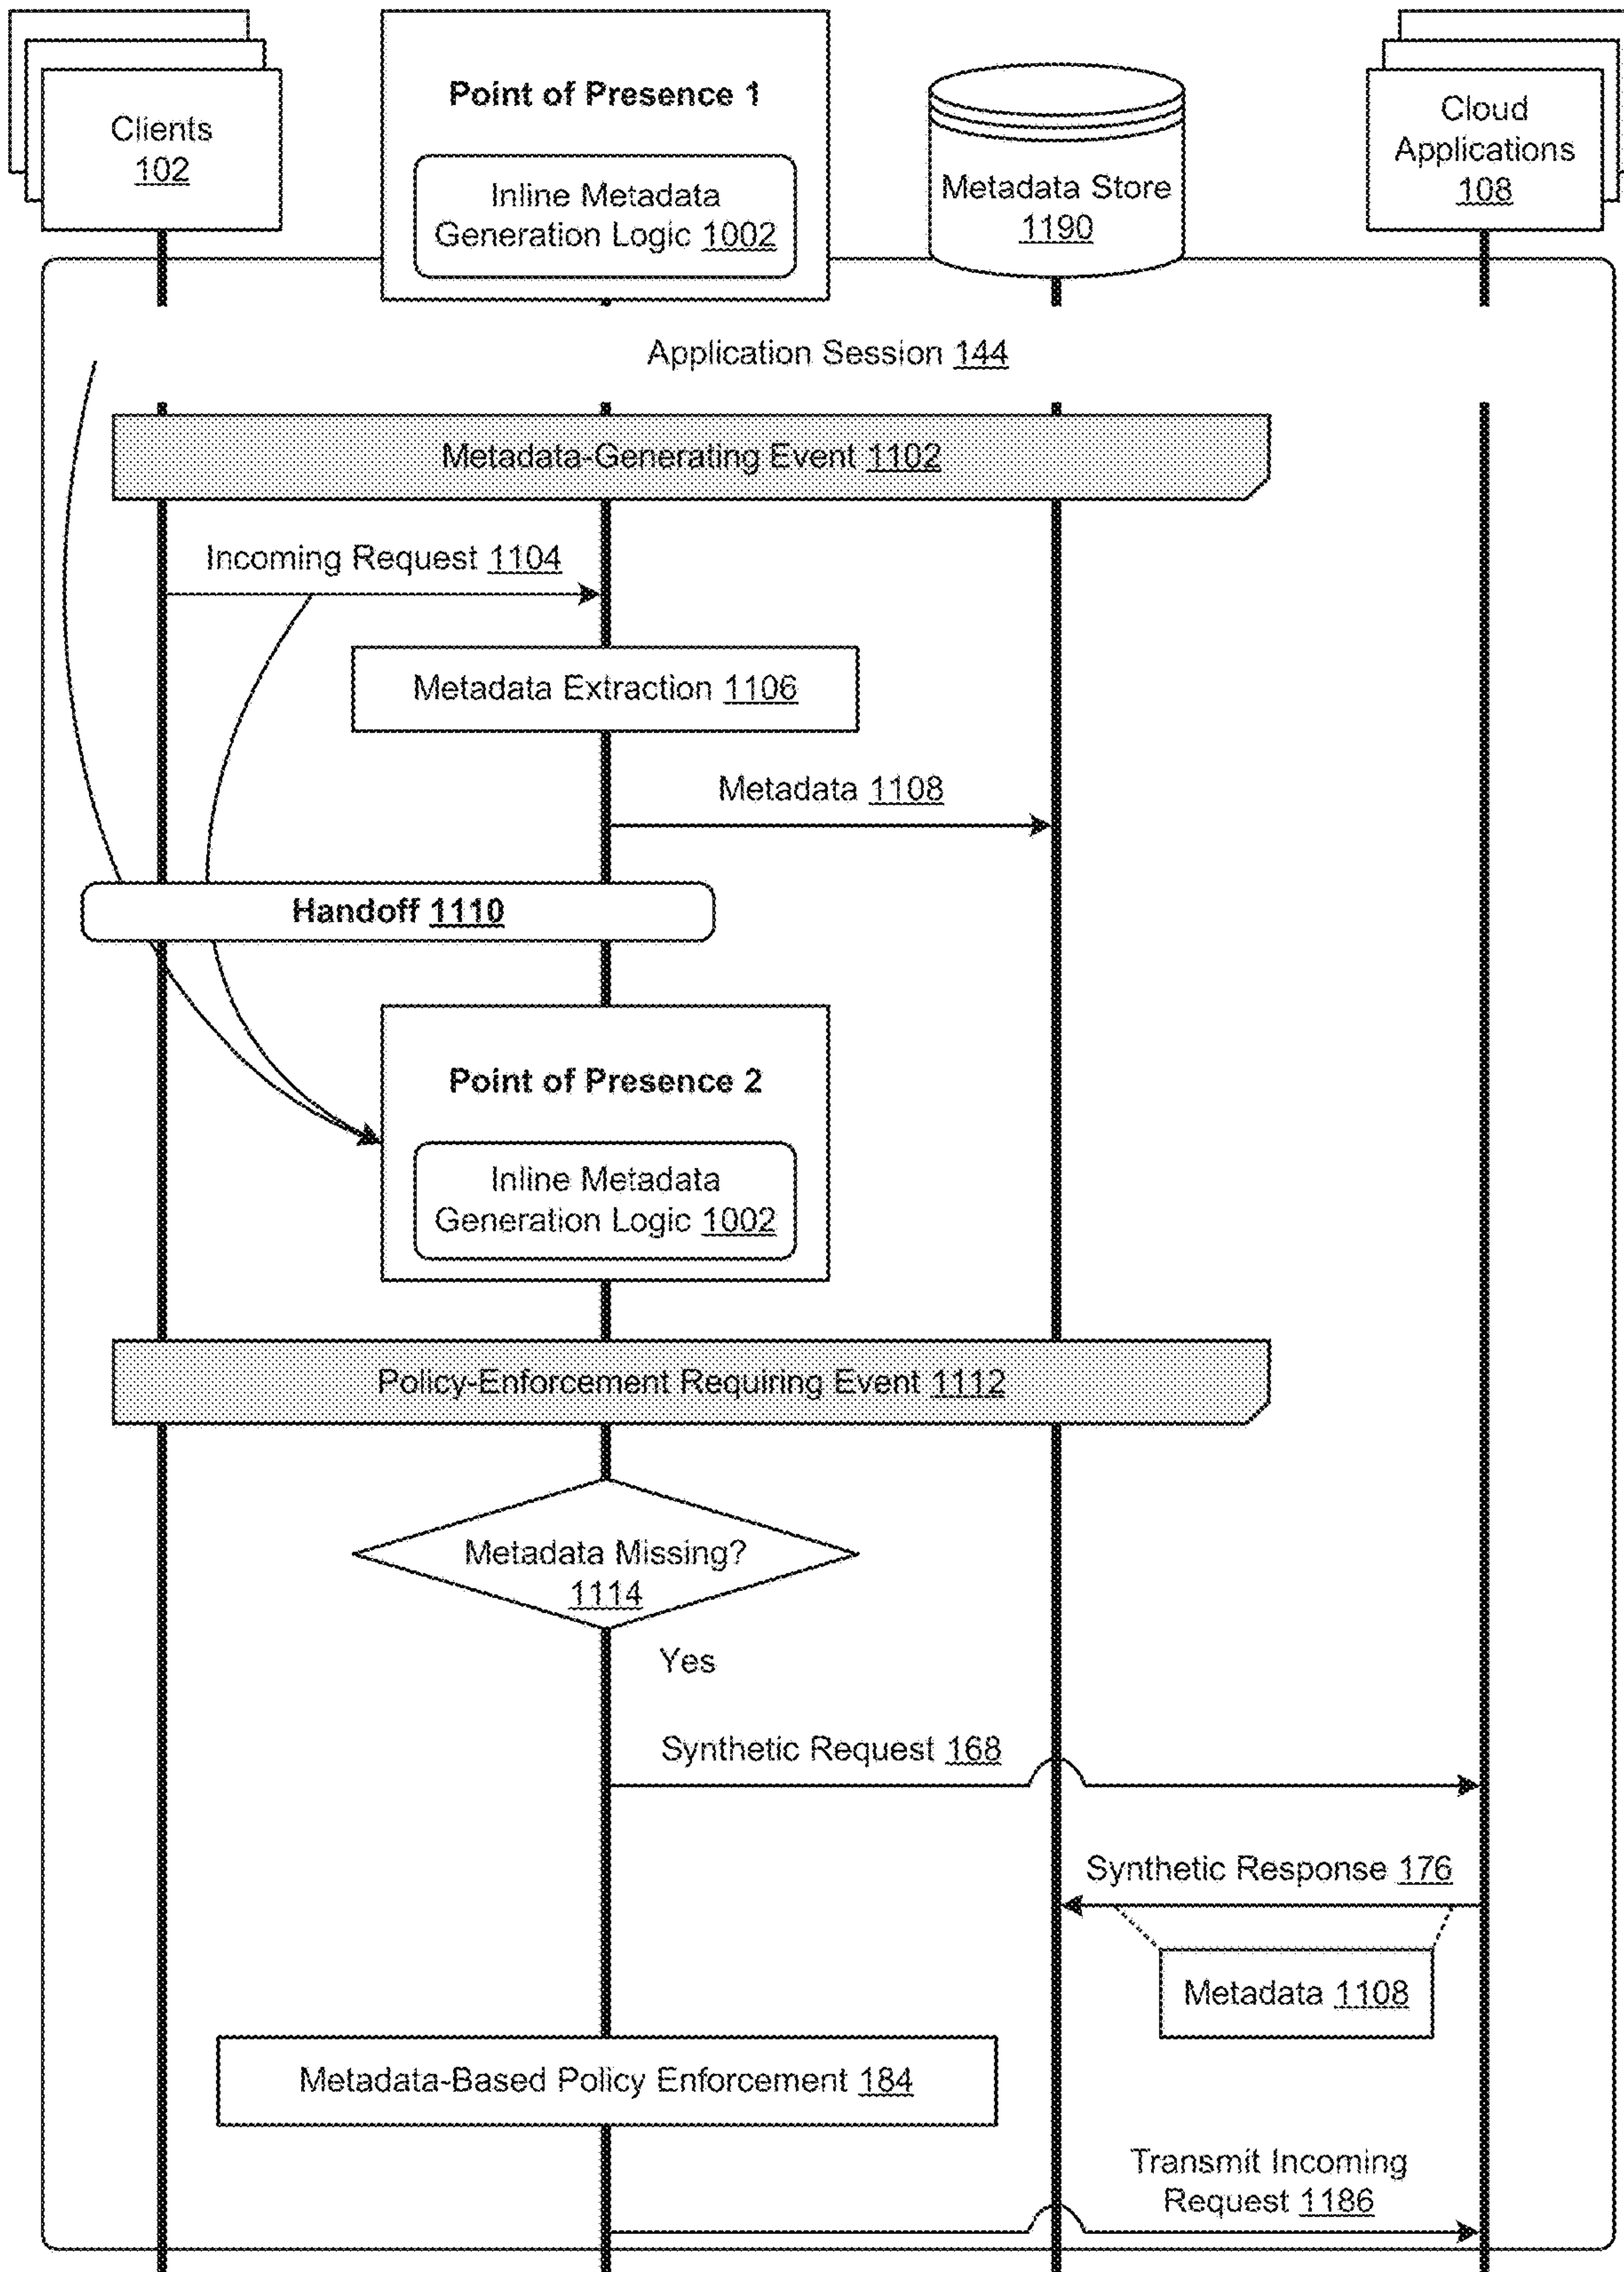 Clients
102
Point of Presence 1
Inline Metadata
Generation Logic 1002
Metadata Store
1190
Cloud
Applications
108
Application Session 144
Metadata-Generating Event 1102
Incoming Request 1104
Metadata Extraction 1106
Metadata 1108
Handoff 1110
Point of Presence 2
Inline Metadata
Generation Logic 1002
Policy-Enforcement Requiring Event 1112
Metadata Missing?
1114
Yes
Synthetic Request 168
Synthetic Response 176
Metadata 1108
Metadata-Based Policy Enforcement 184
Transmit Incoming
Request 1186